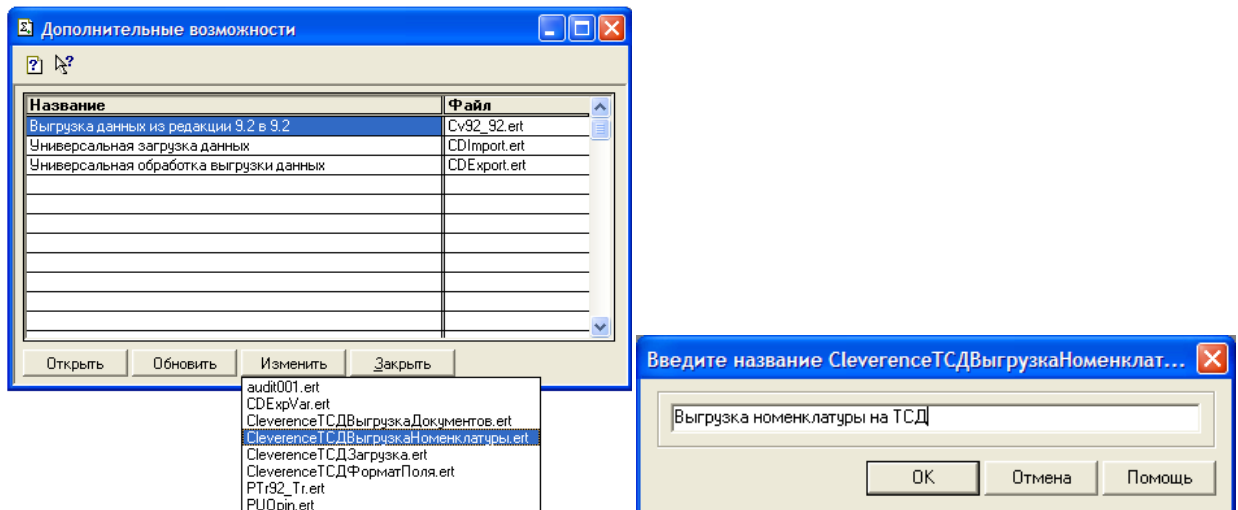 Дополнительные возможности
Название Файл
Выгрузка данных из редакции 9.2 в 9.2 Cv92_92.ert
Универсальная загрузка данных CDImport.ert
Универсальная обработка выгрузки данных CDExport.ert
Открыть Обновить Изменить Закрыть
audit001.ert
CDExpVar.ert
CleverenceТСДВыгрузкаДокументов.ert
CleverenceТСДВыгрузкаНоменклатуры.ert
CleverenceТСДЗагрузка.ert
CleverenceТСДФорматПоля.ert
PTr92_Tr.ert
PUOpin.ert
Введите название CleverenceТСДВыгрузкаНоменклат...
Выгрузка номенклатуры на ТСД
OK Отмена Помощь